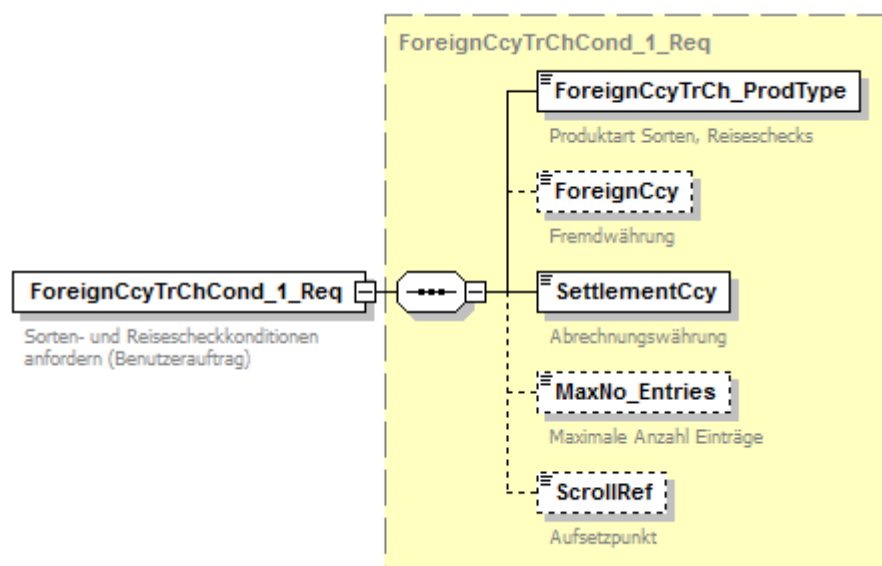 ForeignCcyTrChCond_1_Req
ForeignCcyTrCh_ProdType
Produktart Sorten, Reiseschecks
ForeignCcy
Fremdwährung
ForeignCcyTrChCond_1_Req
Sorten- und Reisescheckkonditionen
anfordern (Benutzerauftrag)
SettlementCcy
Abrechnungswährung
MaxNo_Entries
Maximale Anzahl Einträge
ScrollRef
Aufsetzpunkt